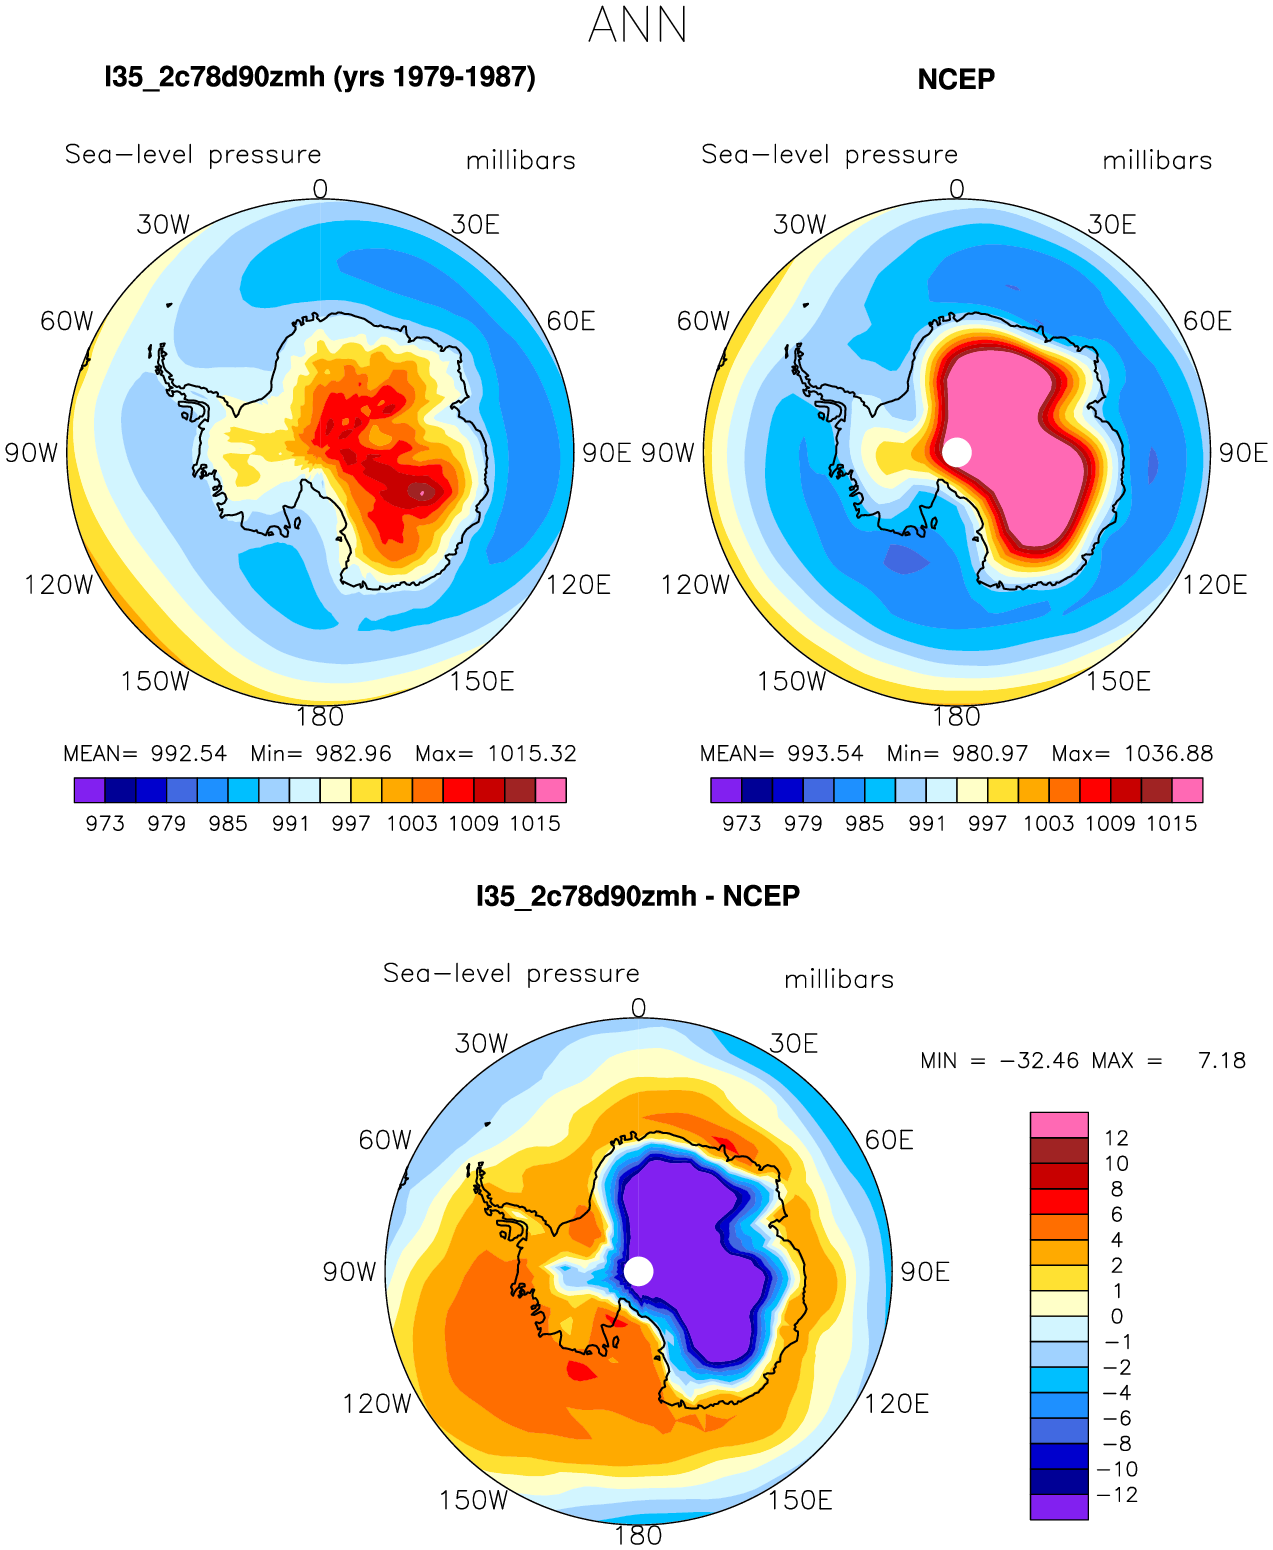 ANN
I35_2c78d90zmh (yrs 1979-1987)
Sea-level pressure millibars
0
30W 30E
60W 60E
90W 90E
120W 120E
150W 150E
180
MEAN= 992.54 Min= 982.96 Max= 1015.32
973 979 985 991 997 1003 1009 1015
NCEP
Sea-level pressure millibars
0
30W 30E
60W 60E
90W 90E
120W 120E
150W 150E
180
MEAN= 993.54 Min= 980.97 Max= 1036.88
973 979 985 991 997 1003 1009 1015
I35_2c78d90zmh - NCEP
Sea-level pressure millibars
0
30W 30E
60W 60E
90W 90E
120W 120E
150W 150E
180
MIN = -32.46 MAX = 7.18
12
10
8
6
4
2
1
0
-1
-2
-4
-6
-8
-10
-12